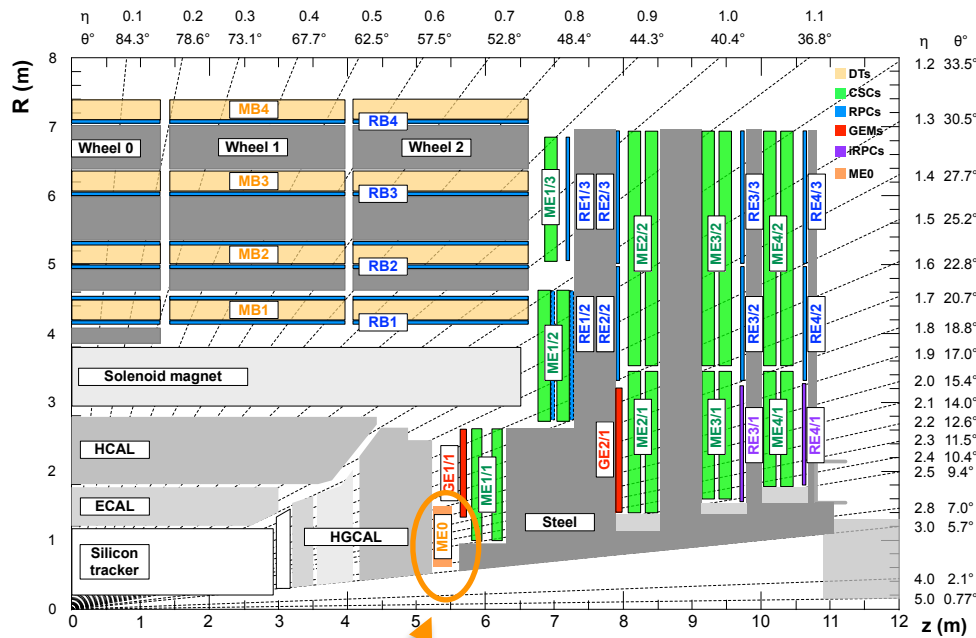 η 0.1 0.2 0.3 0.4 0.5 0.6 0.7 0.8 0.9 1.0 1.1
θ° 84.3° 78.6° 73.1° 67.7° 62.5° 57.5° 52.8° 48.4° 44.3° 40.4° 36.8° η θ°
R (m)
8
7
6
5
4
3
2
1
0
1.2 33.5°
1.3 30.5°
1.4 27.7°
1.5 25.2°
1.6 22.8°
1.7 20.7°
1.8 18.8°
1.9 17.0°
2.0 15.4°
2.1 14.0°
2.2 12.6°
2.3 11.5°
2.4 10.4°
2.5 9.4°
2.8 7.0°
3.0 5.7°
4.0 2.1°
5.0 0.77°
DTs
CSCs
RPCs
GEMs
iRPCs
ME0
MB4
RB4
Wheel 0
Wheel 1
Wheel 2
MB3
RB3
MB2
RB2
MB1
RB1
Solenoid magnet
HCAL
ECAL
Silicon
tracker
HGCAL
Steel
ME1/3
RE1/3
RE2/3
ME2/2
ME3/2
RE3/3
ME4/2
RE4/3
ME1/2
RE1/2
RE2/2
RE3/2
RE4/2
GE1/1
ME1/1
GE2/1
ME2/1
ME3/1
RE3/1
ME4/1
RE4/1
ME0
0 1 2 3 4 5 6 7 8 9 10 11 12
z (m)